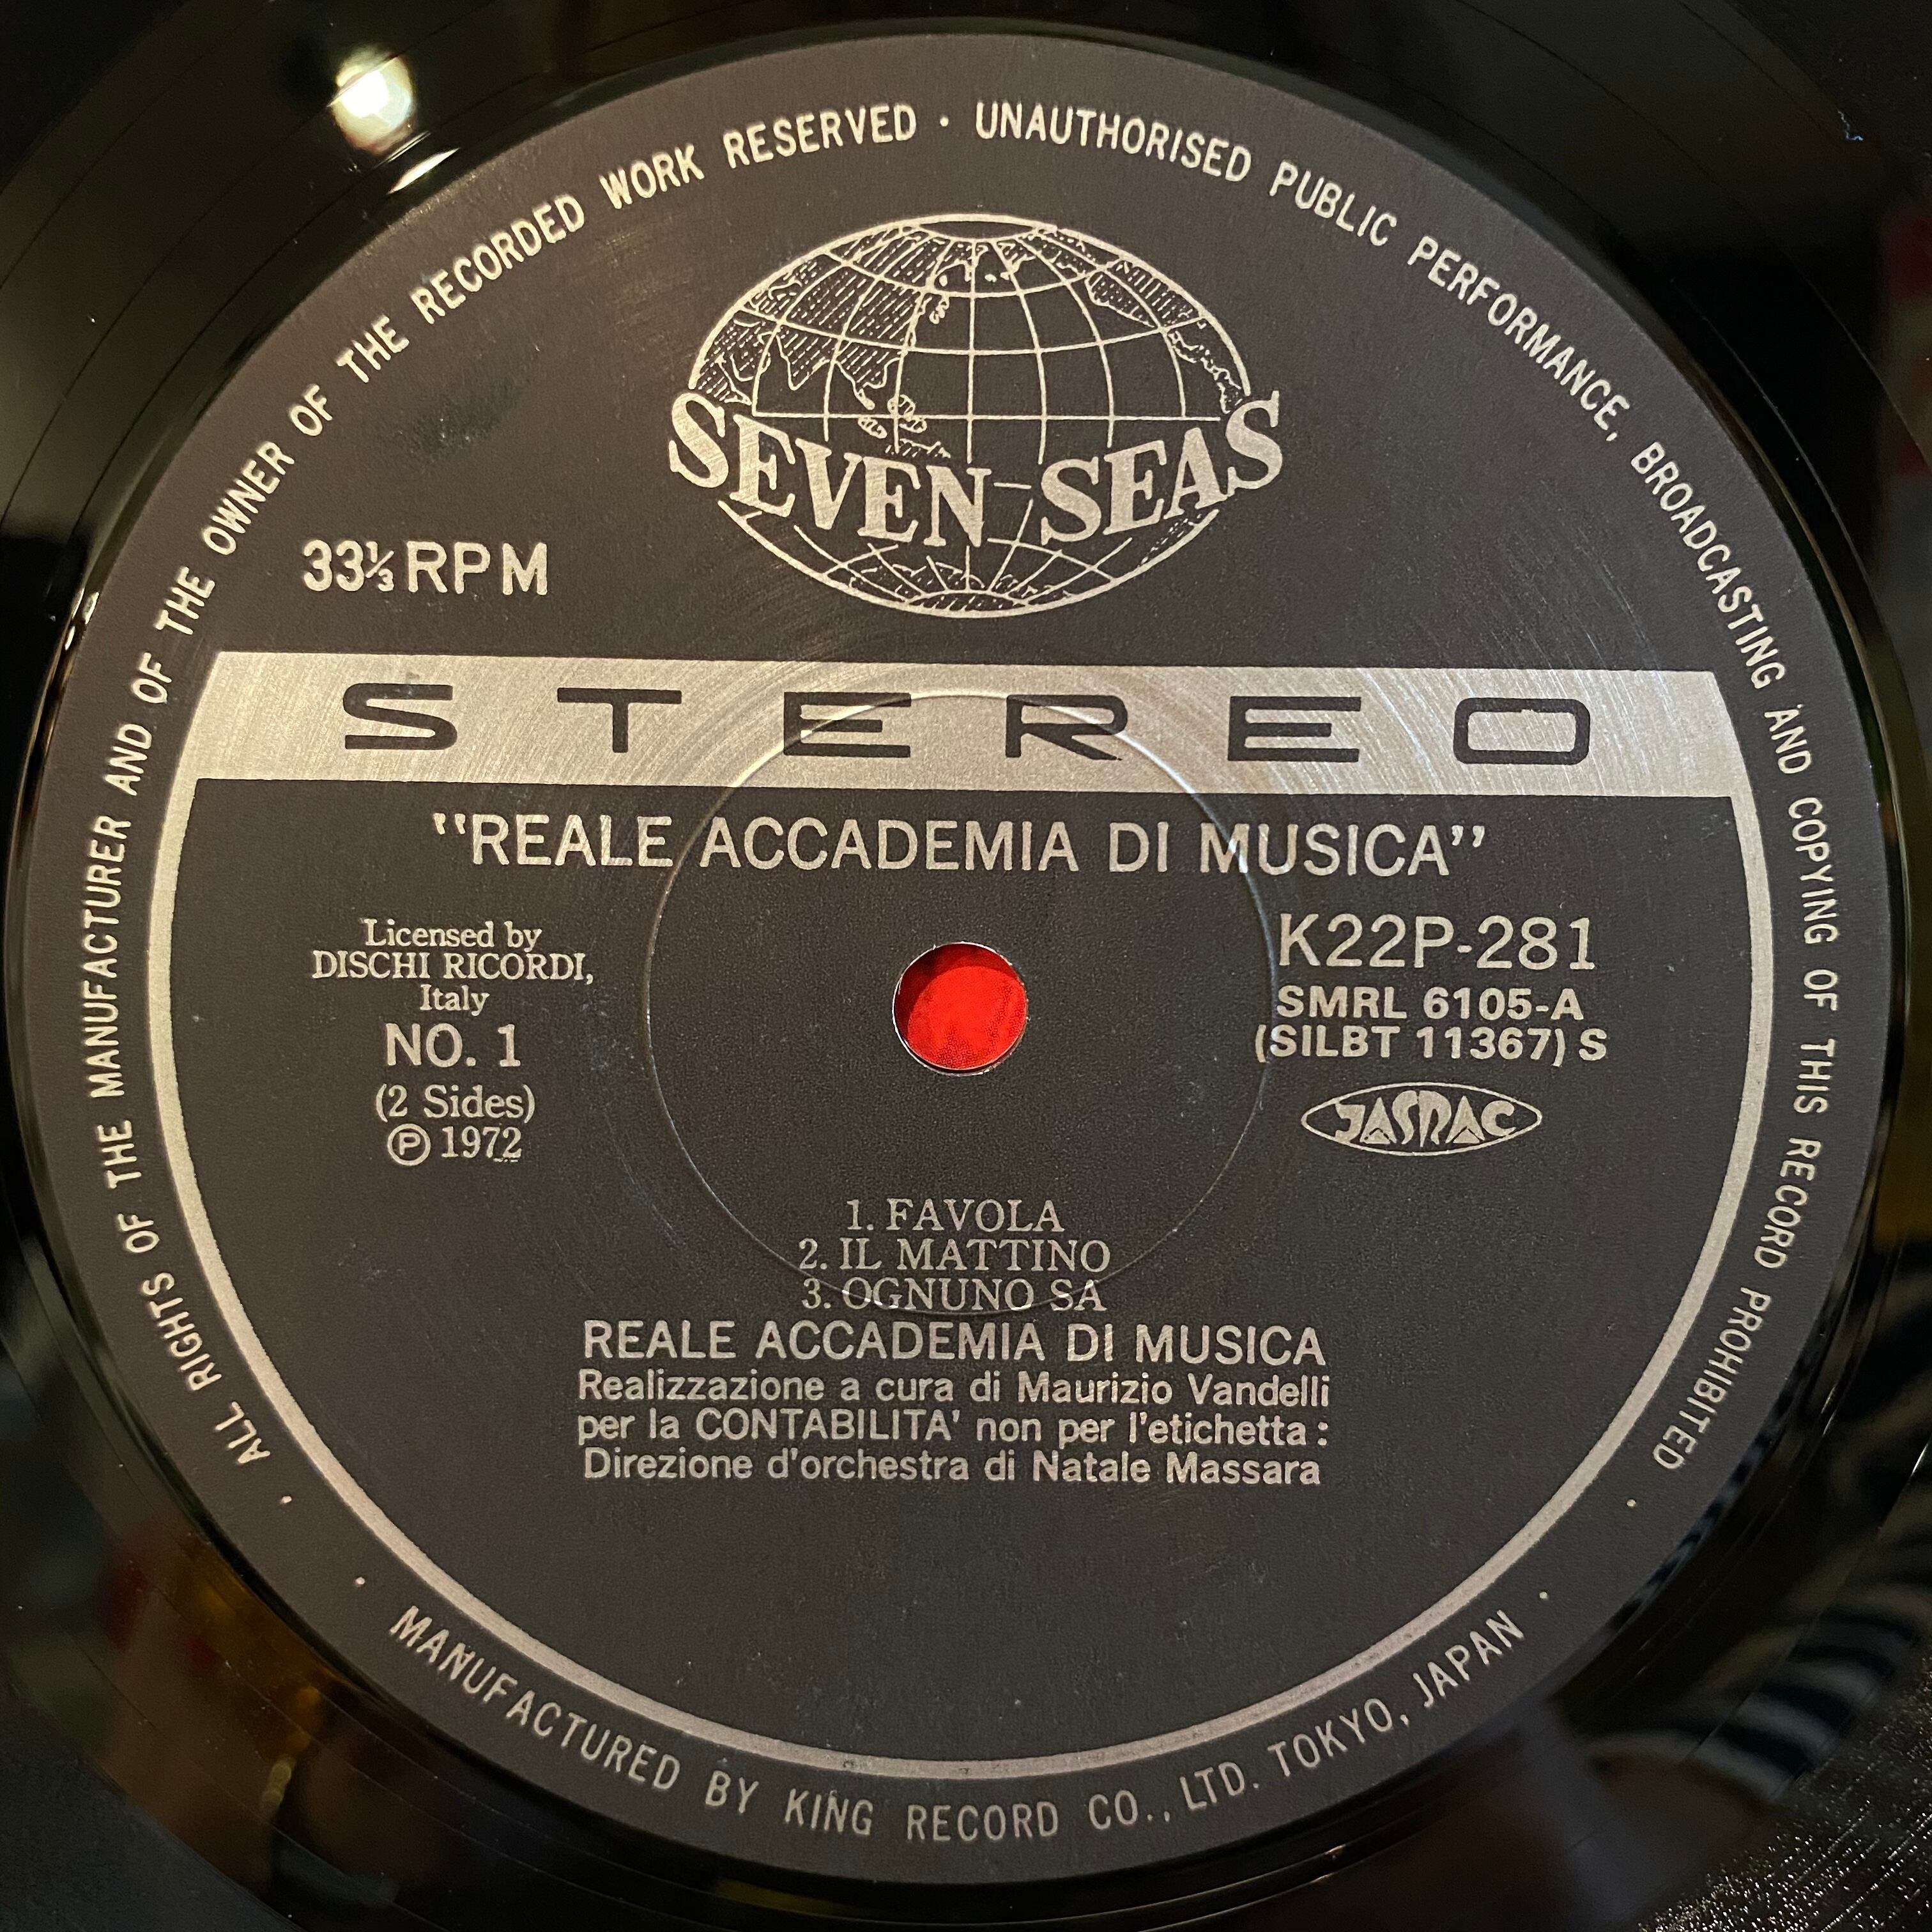 ALL RIGHTS OF THE MANUFACTURER AND OF THE OWNER OF THE RECORDED WORK RESERVED · UNAUTHORISED PUBLIC PERFORMANCE, BROADCASTING AND COPYING OF THIS RECORD PROHIBITED ·
SEVEN SEAS
33⅓ RPM
STEREO
"REALE ACCADEMIA DI MUSICA"
Licensed by
DISCHI RICORDI,
Italy
NO. 1
(2 Sides)
Ⓟ 1972
K22P-281
SMRL 6105-A
(SILBT 11367) S
JASRAC
1. FAVOLA
2. IL MATTINO
3. OGNUNO SA
REALE ACCADEMIA DI MUSICA
Realizzazione a cura di Maurizio Vandelli
per la CONTABILITA' non per l'etichetta :
Direzione d'orchestra di Natale Massara
· MANUFACTURED BY KING RECORD CO., LTD. TOKYO, JAPAN ·